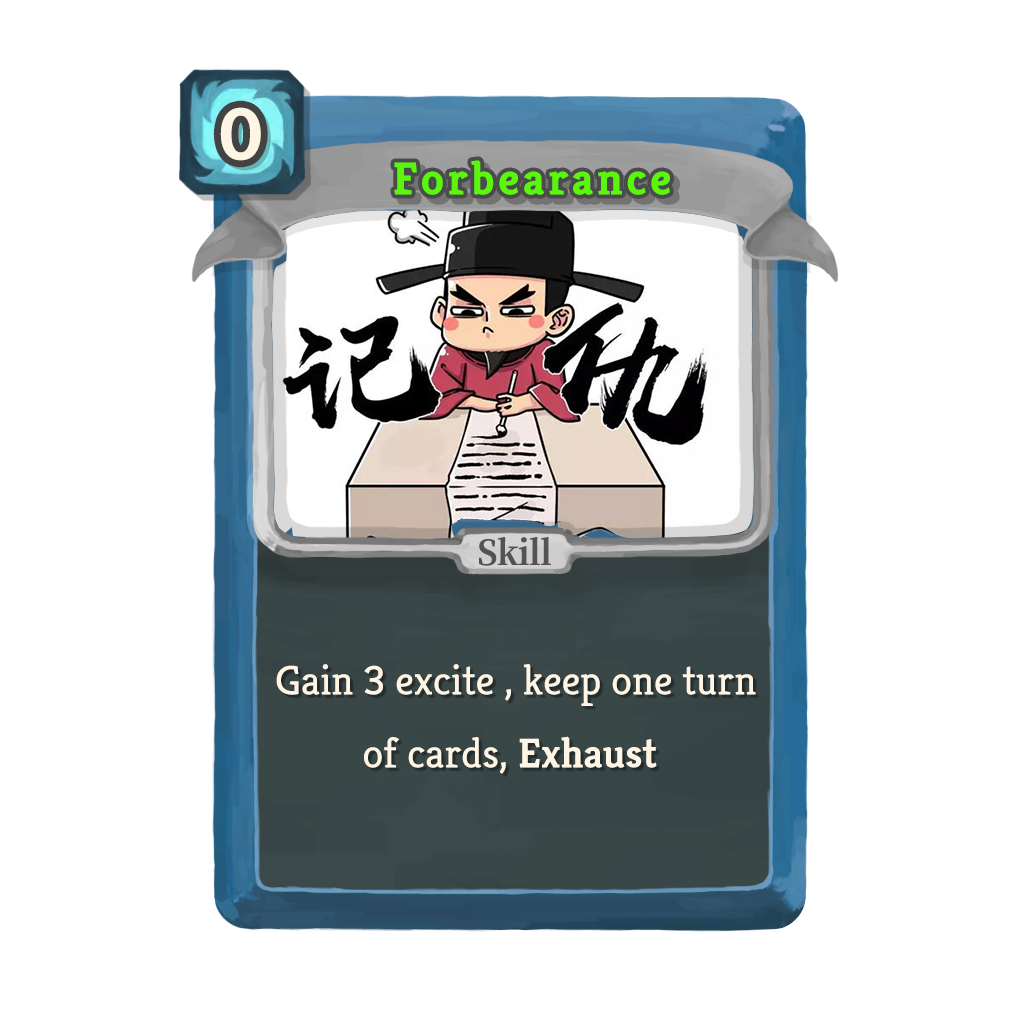 0
Forbearance
记仇
Skill
Gain 3 excite , keep one turn
of cards, Exhaust